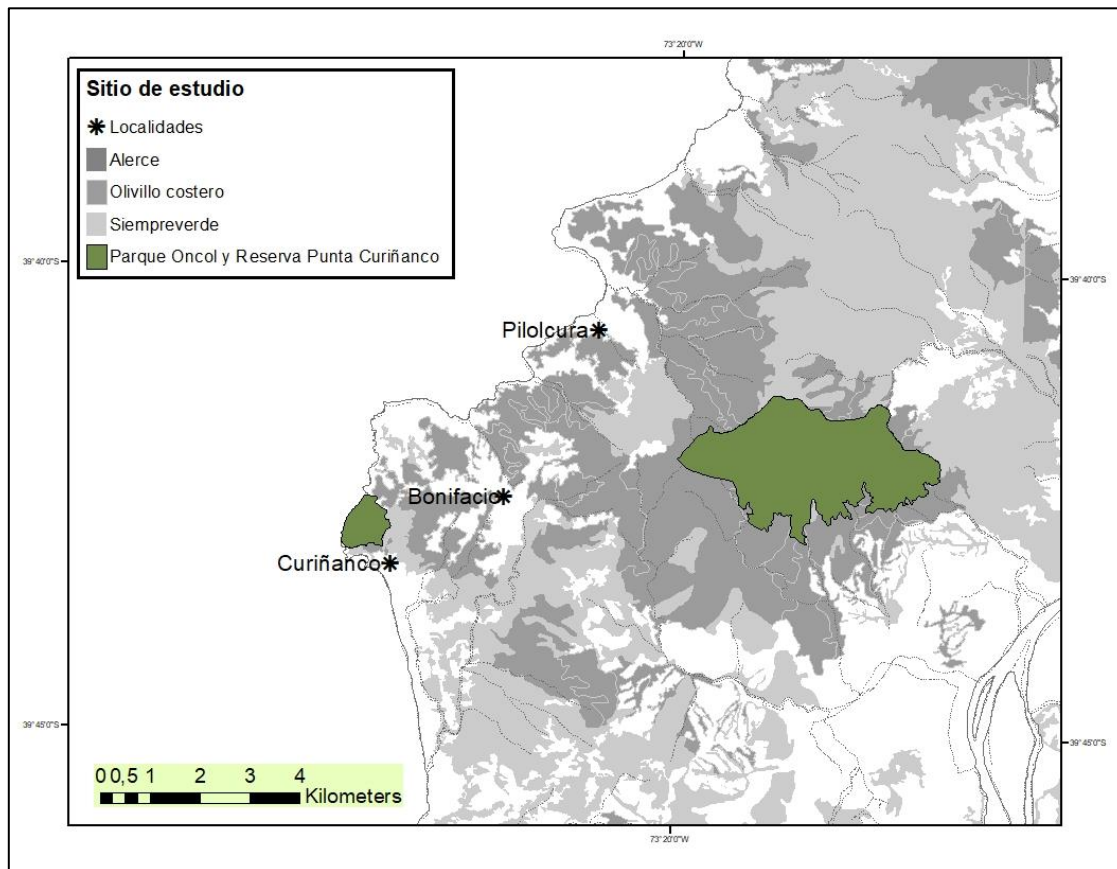 73°20'0"W
Sitio de estudio
Localidades
Alerce
Olivillo costero
Siempreverde
Parque Oncol y Reserva Punta Curiñanco
39°40'0"S
39°40'0"S
Pilolcura
Bonifacio
Curiñanco
39°45'0"S
39°45'0"S
0 0,5 1 2 3 4
Kilometers
73°20'0"W